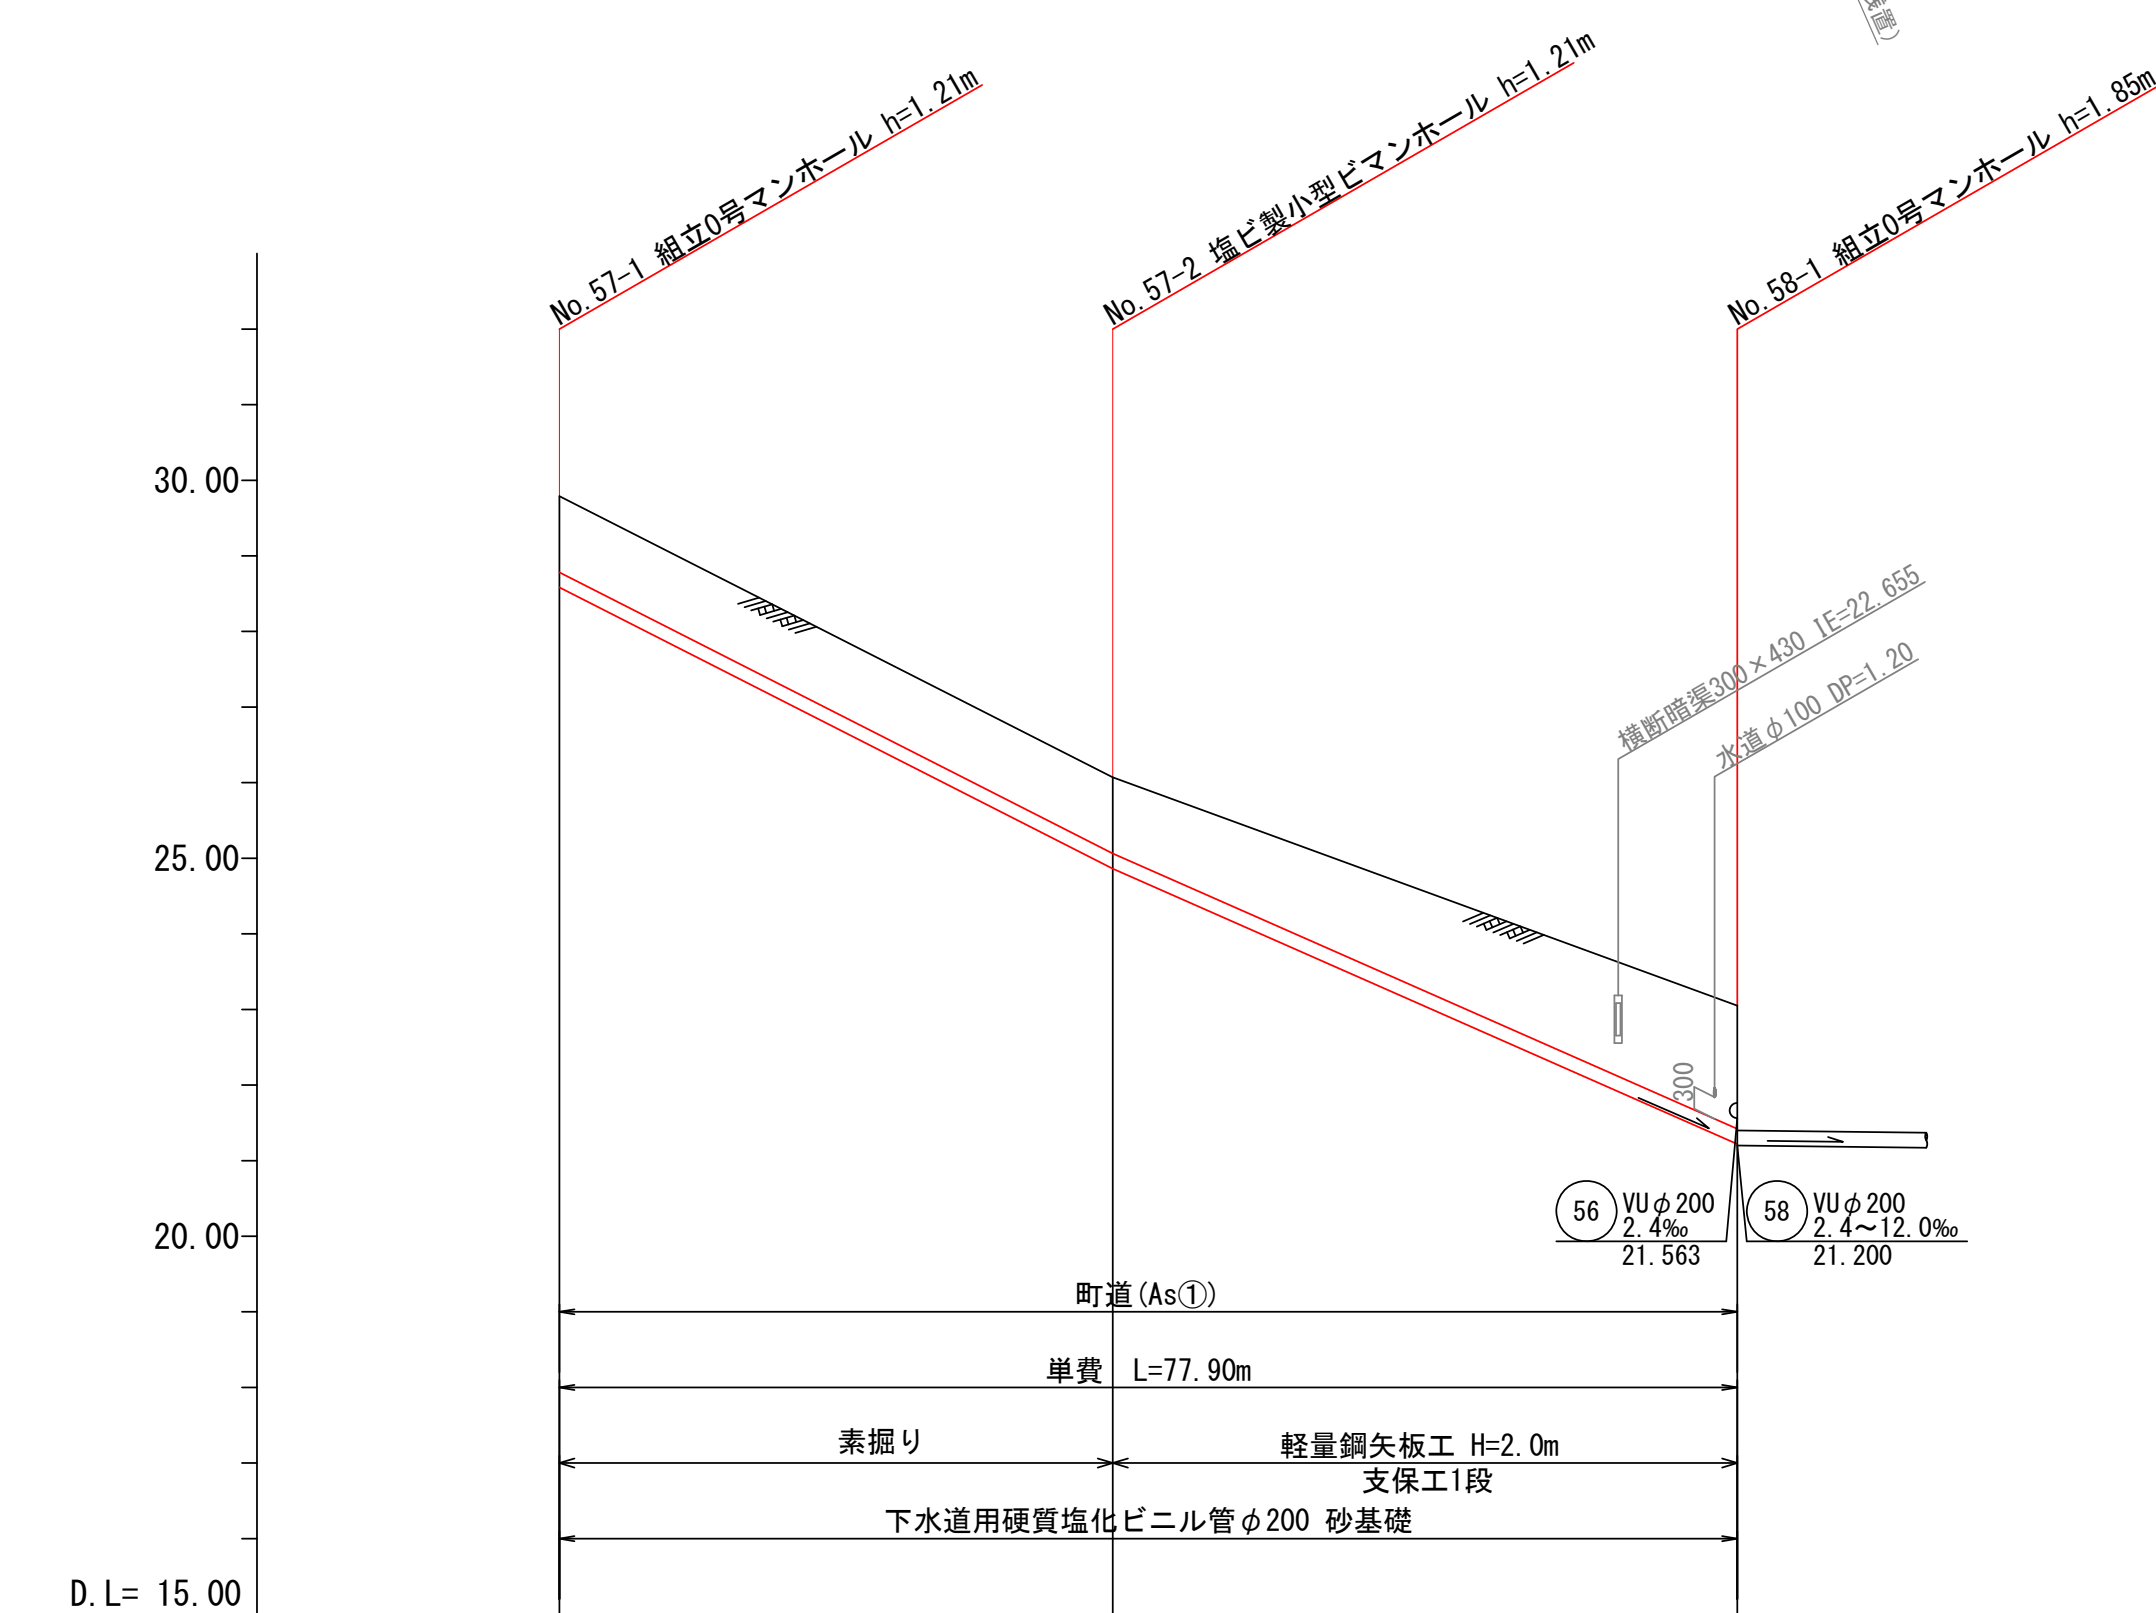 置)
No.57-1 組立0号マンホール h=1.21m
No.57-2 塩ビ製小型ビマンホール h=1.21m
No.58-1 組立0号マンホール h=1.85m
30.00
横断暗渠300×430 IE=22.655
水道φ100 DP=1.20
25.00
300
56
VUφ200
2.4‰
21.563
58
VUφ200
2.4～12.0‰
21.200
20.00
町道(As①)
単費 L=77.90m
素掘り
軽量鋼矢板工 H=2.0m
支保工1段
下水道用硬質塩化ビニル管φ200 砂基礎
D.L= 15.00